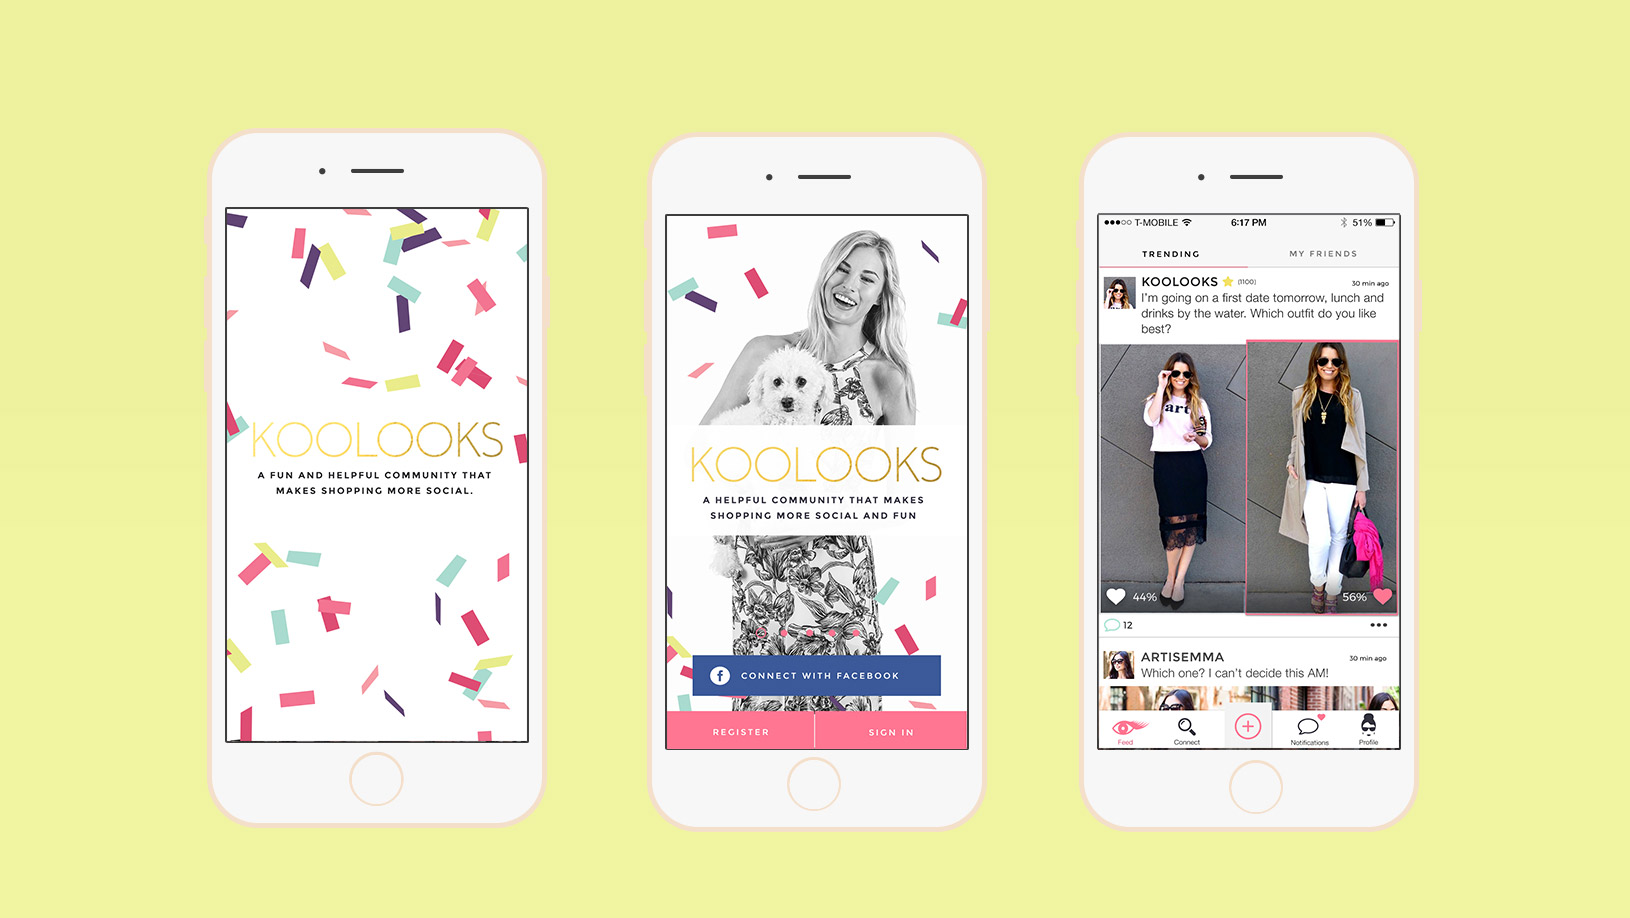 KOOLOOKS
A FUN AND HELPFUL COMMUNITY THAT
MAKES SHOPPING MORE SOCIAL.
KOOLOOKS
A HELPFUL COMMUNITY THAT MAKES
SHOPPING MORE SOCIAL AND FUN
f CONNECT WITH FACEBOOK
REGISTER SIGN IN
T-MOBILE 6:17 PM 51%
TRENDING MY FRIENDS
KOOLOOKS (1100) 30 min ago
I'm going on a first date tomorrow, lunch and
drinks by the water. Which outfit do you like
best?
art
44% 56%
12
ARTISEMMA 30 min ago
Which one? I can't decide this AM!
Feed Connect Notifications Profile